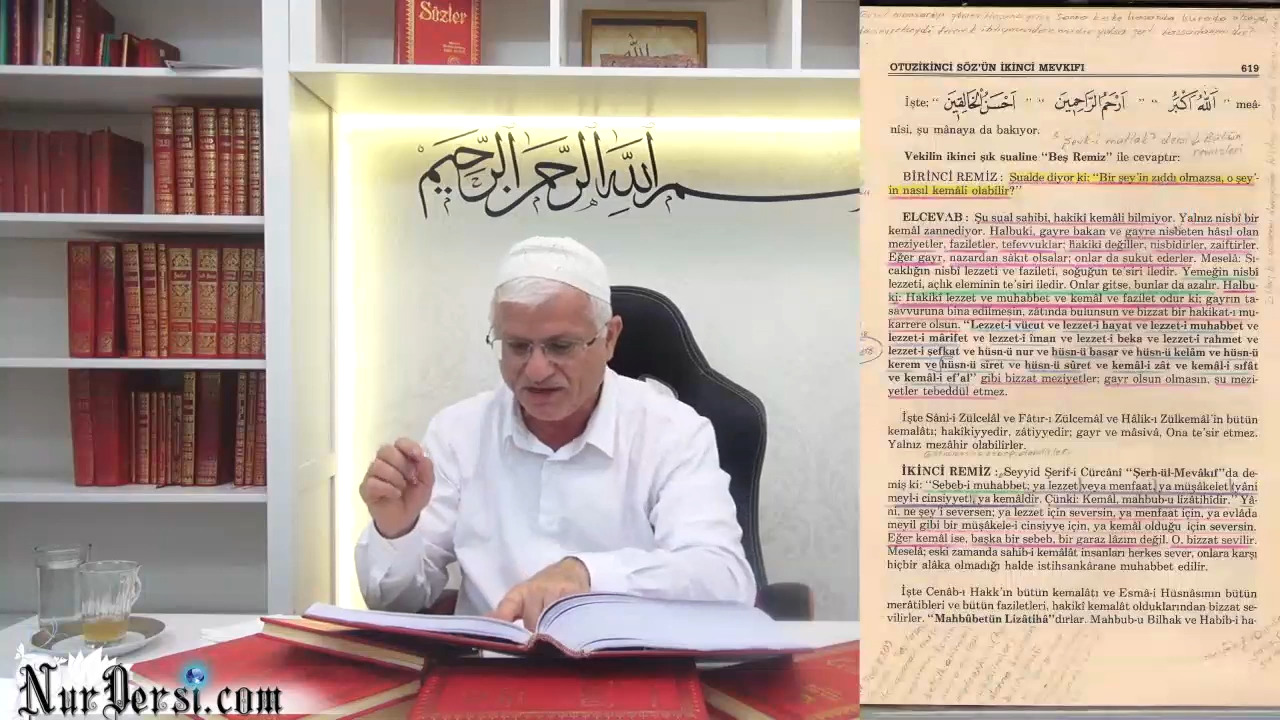 Sözler
الله
بسم الله الرحمن الرحيم
NurDersi.com
OTUZİKİNCİ SÖZ'ÜN İKİNCİ MEVKIFI 619
İşte: " اَللّٰهُ اَكْبَرُ " " اَرْحَمُ الرَّاحِمِينَ " " اَحْسَنُ الْخَالِقِينَ " meâ-
nîsi, şu mânaya da bakıyor.
Vekilin ikinci şık sualine "Beş Remiz" ile cevaptır:
BİRİNCİ REMİZ : Sualde diyor ki: "Bir şey'in zıddı olmazsa, o şey'-
in nasıl kemâli olabilir?"
ELCEVAB : Şu sual sahibi, hakikî kemâli bilmiyor. Yalnız nisbî bir
kemâl zannediyor. Halbuki, gayre bakan ve gayre nisbeten hâsıl olan
meziyetler, faziletler, tefevvuklar; hakikî değiller, nisbîdirler, zaiftirler.
Eğer gayr, nazardan sâkıt olsalar; onlar da sukut ederler. Meselâ: Sı-
caklığın nisbî lezzeti ve fazileti, soğuğun te'siri iledir. Yemeğin nisbî
lezzeti, açlık eleminin te'siri iledir. Onlar gitse, bunlar da azalır. Halbu-
ki: Hakikî lezzet ve muhabbet ve kemâl ve fazilet odur ki; gayrın ta-
savvuruna bina edilmesin, zâtında bulunsun ve bizzat bir hakikat-ı mu-
karrere olsun. "Lezzet-i vücut ve lezzet-i hayat ve lezzet-i muhabbet ve
lezzet-i mârifet ve lezzet-i îman ve lezzet-i beka ve lezzet-i rahmet ve
lezzet-i şefkat ve hüsn-ü nur ve hüsn-ü basar ve hüsn-ü kelâm ve hüsn-ü
kerem ve hüsn-ü sîret ve hüsn-ü sûret ve kemâl-i zât ve kemâl-i sıfât
ve kemâl-i ef'al" gibi bizzat meziyetler; gayr olsun olmasın, şu mezi-
yetler tebeddül etmez.
İşte Sâni-i Zülcelâl ve Fâtır-ı Zülcemâl ve Hâlik-ı Zülkemâl'in bütün
kemalâtı; hakikiyyedir, zâtiyyedir; gayr ve mâsivâ, Ona te'sir etmez.
Yalnız mezâhir olabilirler.
İKİNCİ REMİZ : Seyyid Şerif-i Cürcânî "Şerh-ül-Mevâkıf"da de-
miş ki: "Sebeb-i muhabbet; ya lezzet veya menfaat, ya müşakelet (yâni
meyl-i cinsiyyet), ya kemâldir. Çünki: Kemâl, mahbub-u lizâtihîdir." Yâ-
ni, ne şey'i seversen; ya lezzet için seversin, ya menfaat için, ya evlâda
meyil gibi bir müşâkele-i cinsiyye için, ya kemâl olduğu için seversin.
Eğer kemâl ise, başka bir sebeb, bir garaz lâzım değil. O, bizzat sevilir.
Meselâ; eski zamanda sahib-i kemâlât insanları herkes sever, onlara karşı
hiçbir alâka olmadığı halde istihsankârane muhabbet edilir.
İşte Cenâb-ı Hakk'ın bütün kemalâtı ve Esmâ-i Hüsnâsının bütün
merâtibleri ve bütün faziletleri, hakikî kemalât olduklarından bizzat se-
vilirler. "Mahbûbetün Lizâtihâ"dırlar. Mahbub-u Bilhak ve Habib-i ha-